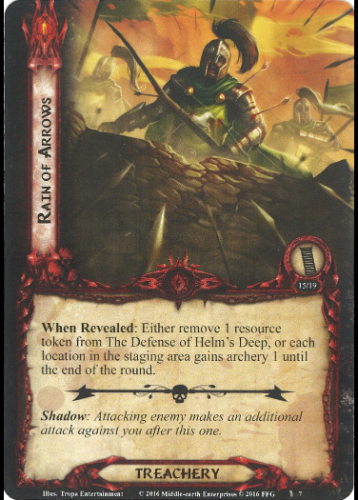 RAIN OF ARROWS
15/19
When Revealed: Either remove 1 resource
token from The Defense of Helm's Deep, or each
location in the staging area gains archery 1 until
the end of the round.
Shadow: Attacking enemy makes an additional
attack against you after this one.
TREACHERY
Illus. Tropa Entertainment © 2016 Middle-earth Enterprises © 2016 FFG 7